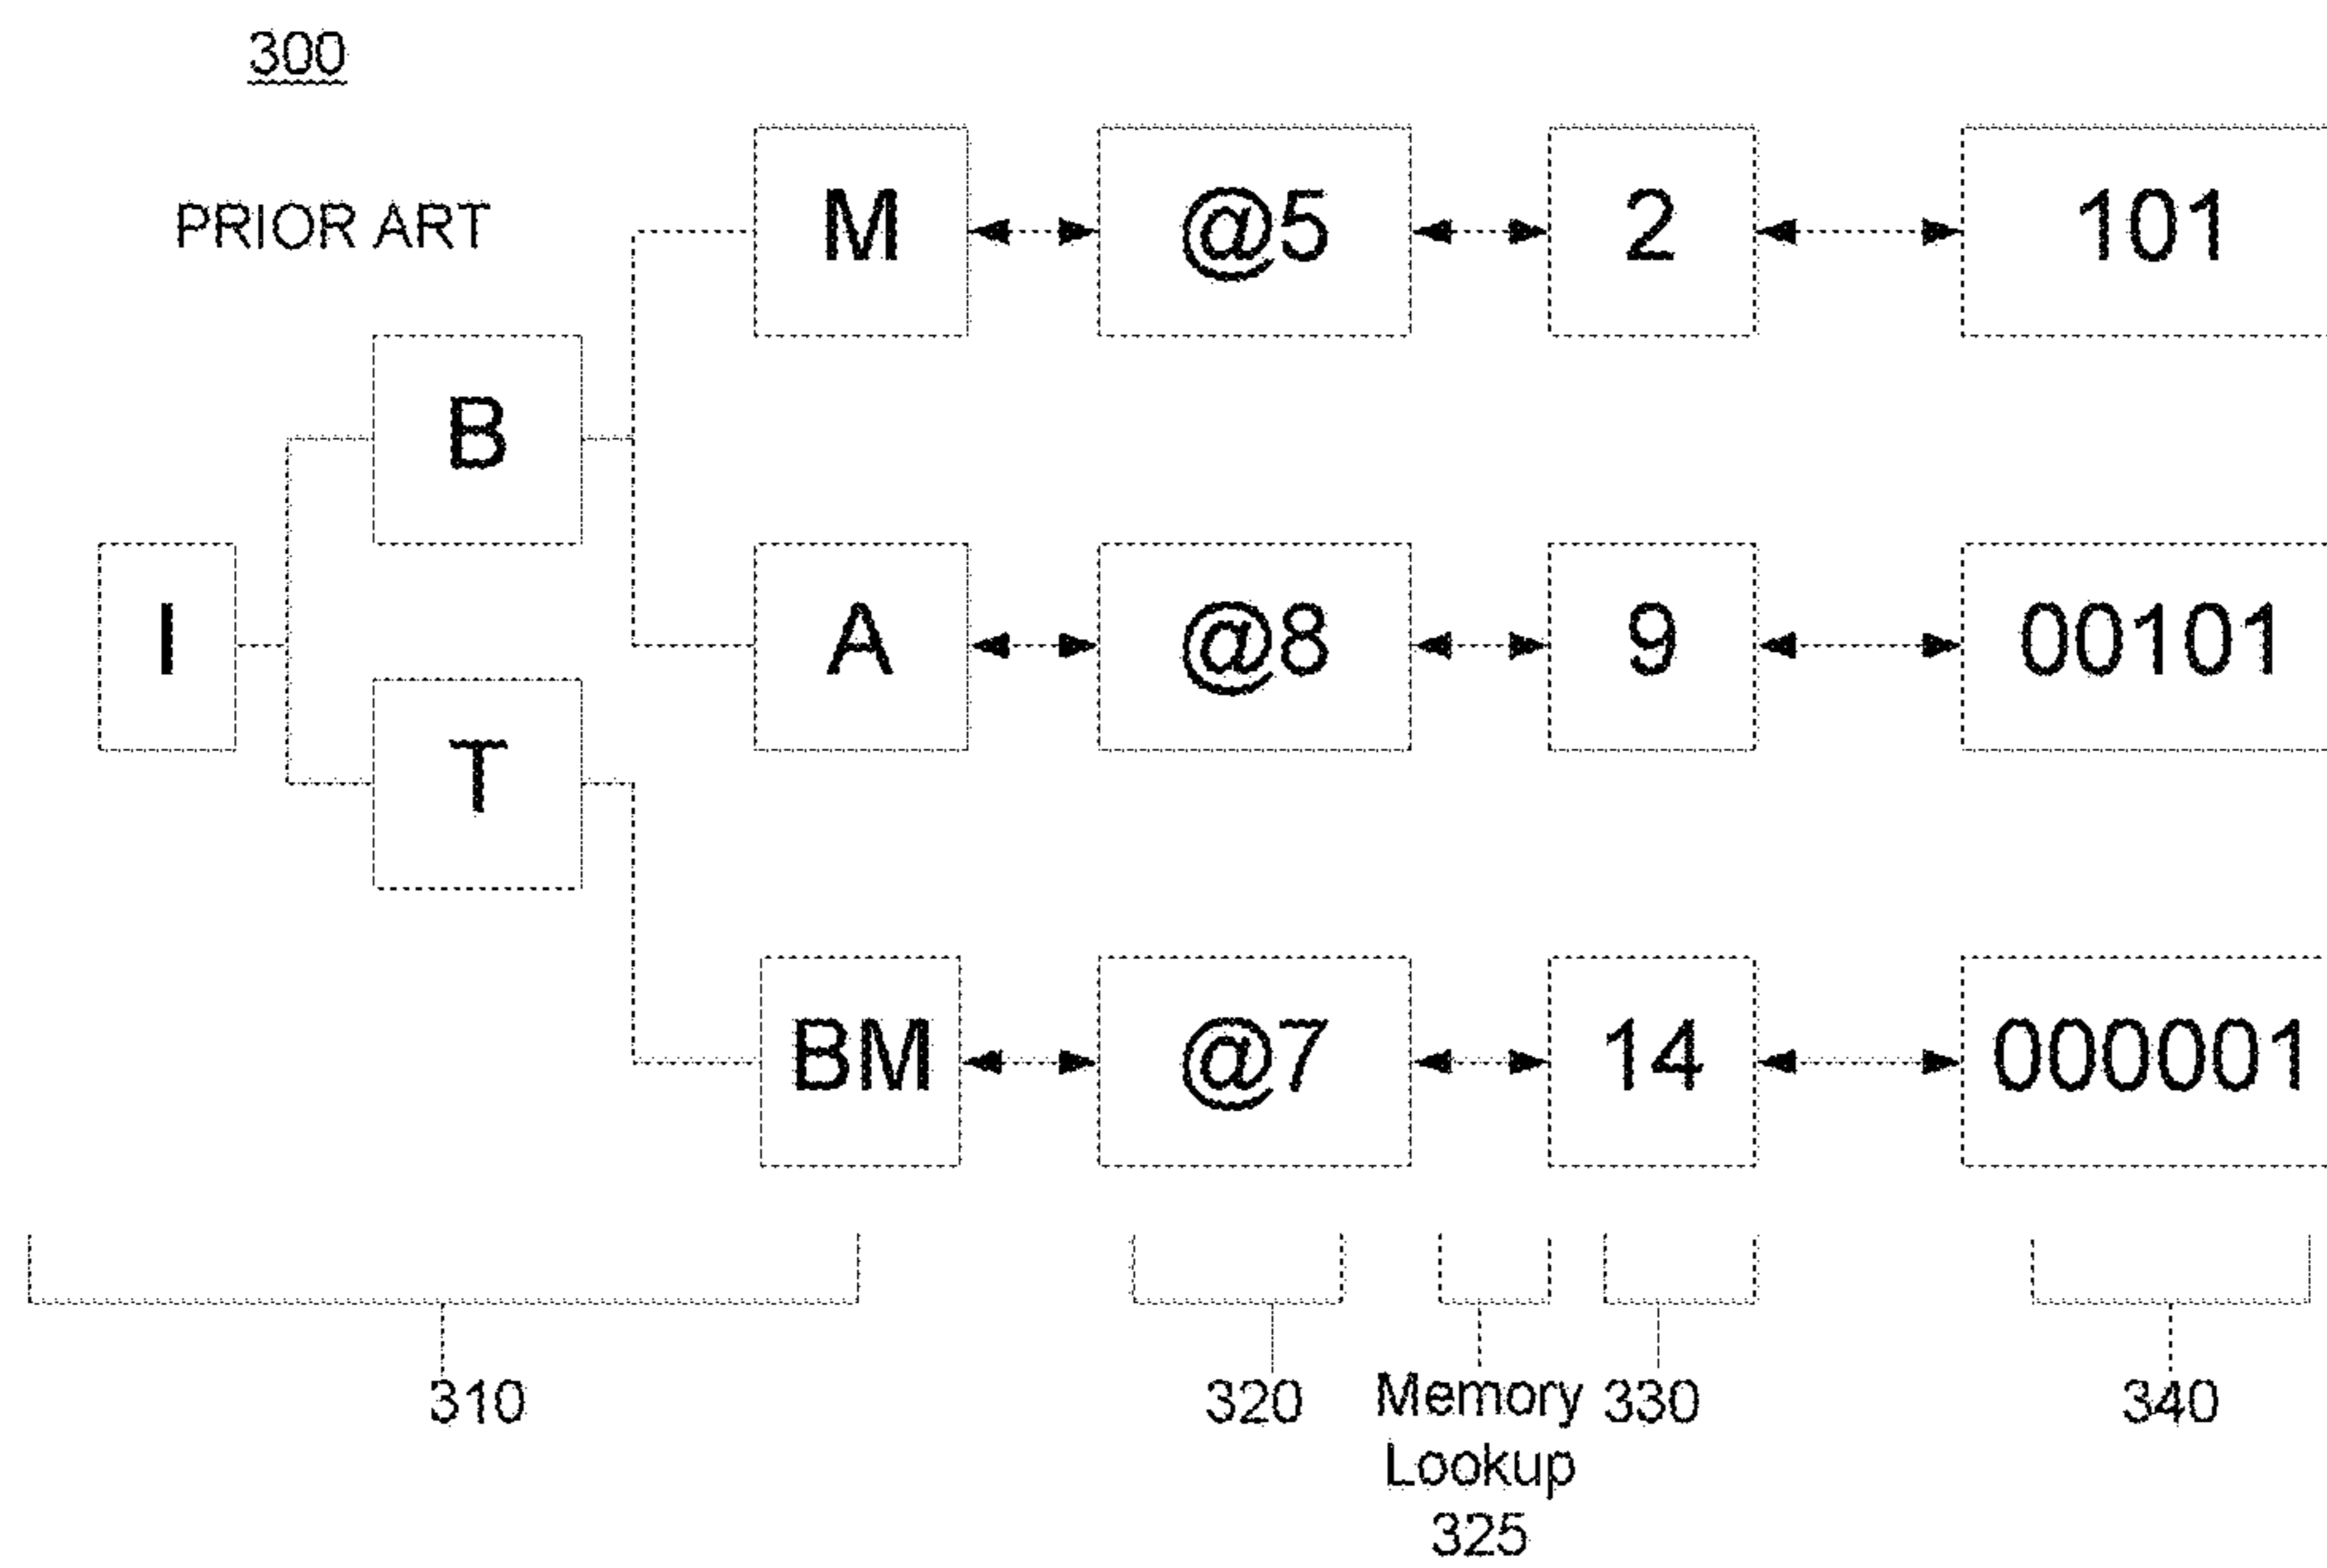 300
PRIOR ART
M @5 2 101
B
I A @8 9 00101
T
BM @7 14 000001
310 320 Memory 330 340
Lookup
325